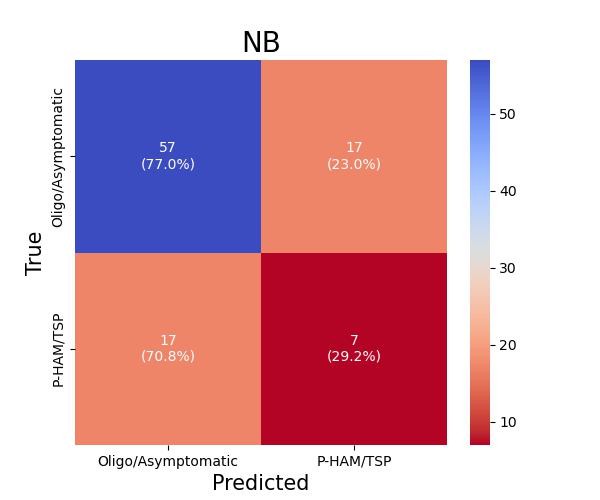 NB
Oligo/Asymptomatic
57
(77.0%)
17
(23.0%)
50
40
30
20
10
True
P-HAM/TSP
17
(70.8%)
7
(29.2%)
Oligo/Asymptomatic
P-HAM/TSP
Predicted